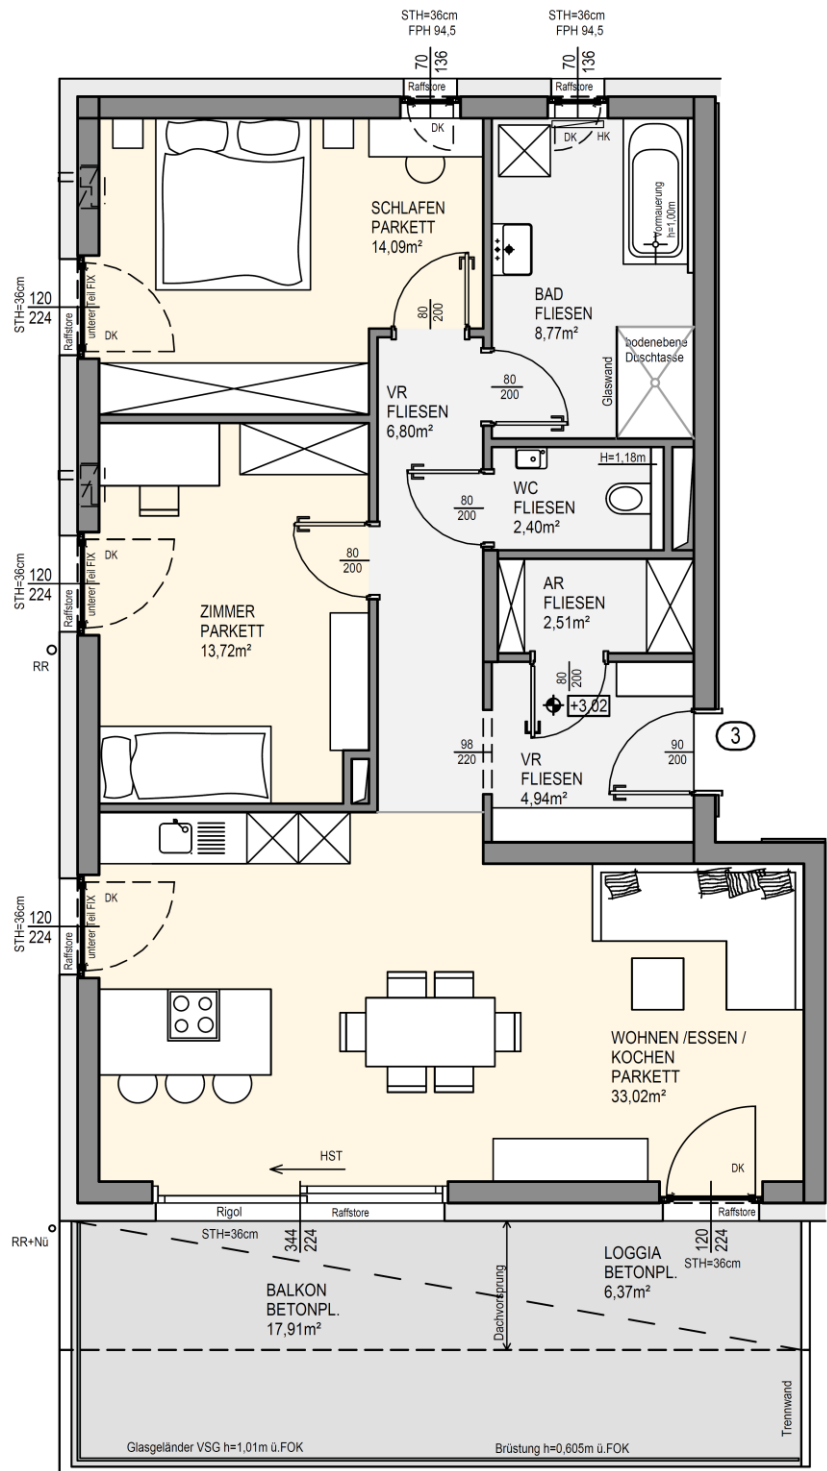 STH=36cm
FPH 94,5
70
136
Raffstore
DK
STH=36cm
FPH 94,5
70
136
Raffstore
DK
HK
SCHLAFEN
PARKETT
14,09m²
Vormauerung
h=1,00m
BAD
FLIESEN
8,77m²
STH=36cm
120
224
Raffstore
unterer Teil FIX
DK
80
200
bodenebene
Duschtasse
Glaswand
VR
FLIESEN
6,80m²
80
200
H=1,18m
WC
FLIESEN
2,40m²
80
200
STH=36cm
120
224
Raffstore
unterer Teil FIX
DK
80
200
AR
FLIESEN
2,51m²
ZIMMER
PARKETT
13,72m²
RR
80
200
+3,02
3
98
220
VR
FLIESEN
4,94m²
90
200
STH=36cm
120
224
Raffstore
unterer Teil FIX
DK
WOHNEN /ESSEN /
KOCHEN
PARKETT
33,02m²
HST
DK
Rigol
Raffstore
Raffstore
RR+Nü
STH=36cm
344
224
120
224
STH=36cm
LOGGIA
BETONPL.
6,37m²
BALKON
BETONPL.
17,91m²
Dachvorsprung
Trennwand
Glasgeländer VSG h=1,01m ü.FOK
Brüstung h=0,605m ü.FOK